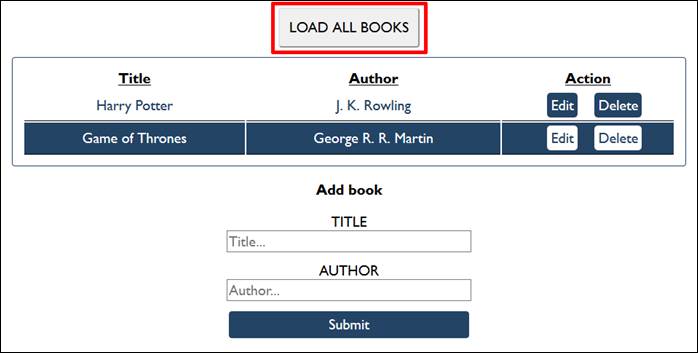 LOAD ALL BOOKS
Title Author Action
Harry Potter J. K. Rowling Edit Delete
Game of Thrones George R. R. Martin Edit Delete
Add book
TITLE
Title...
AUTHOR
Author...
Submit